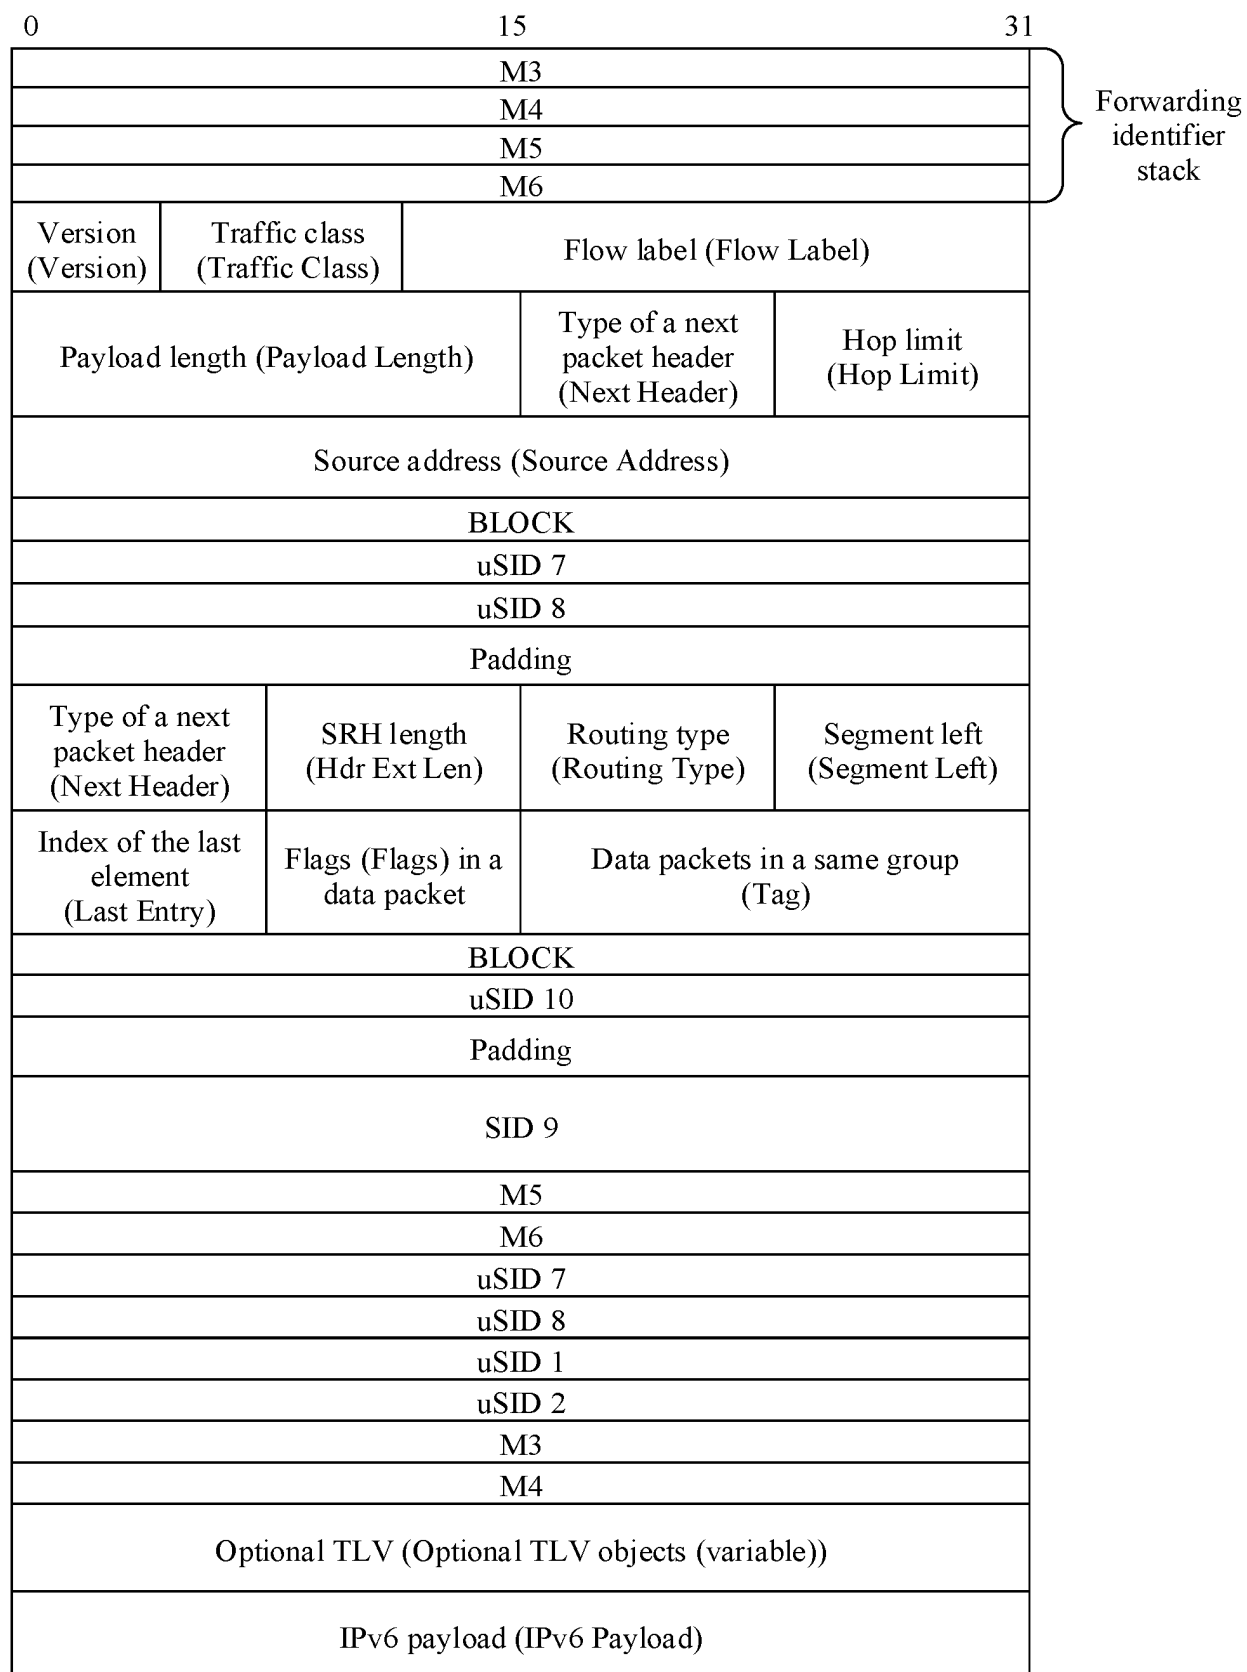 0 15 31
M3
M4
M5
M6
Forwarding
identifier
stack
Version
(Version)
Traffic class
(Traffic Class)
Flow label (Flow Label)
Payload length (Payload Length)
Type of a next
packet header
(Next Header)
Hop limit
(Hop Limit)
Source address (Source Address)
BLOCK
uSID 7
uSID 8
Padding
Type of a next
packet header
(Next Header)
SRH length
(Hdr Ext Len)
Routing type
(Routing Type)
Segment left
(Segment Left)
Index of the last
element
(Last Entry)
Flags (Flags) in a
data packet
Data packets in a same group
(Tag)
BLOCK
uSID 10
Padding
SID 9
M5
M6
uSID 7
uSID 8
uSID 1
uSID 2
M3
M4
Optional TLV (Optional TLV objects (variable))
IPv6 payload (IPv6 Payload)